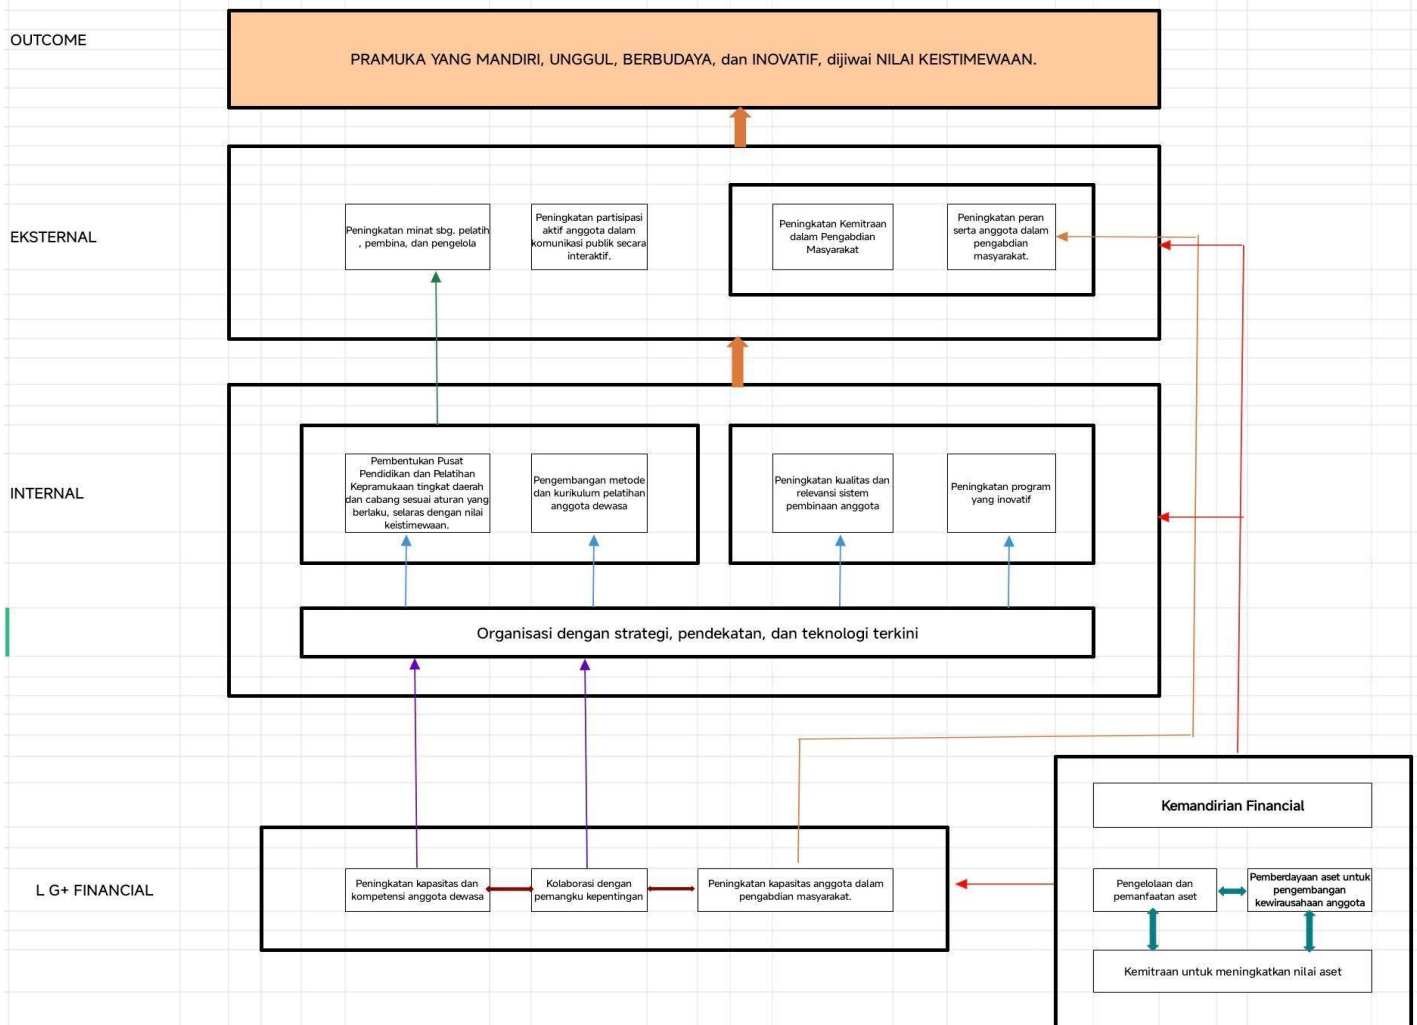 OUTCOME
PRAMUKA YANG MANDIRI, UNGGUL, BERBUDAYA, dan INOVATIF, dijiwai NILAI KEISTIMEWAAN.
EKSTERNAL
Peningkatan minat sbg. pelatih
, pembina, dan pengelola
Peningkatan partisipasi
aktif anggota dalam
komunikasi publik secara
interaktif.
Peningkatan Kemitraan
dalam Pengabdian
Masyarakat
Peningkatan peran
serta anggota dalam
pengabdian
masyarakat.
INTERNAL
Pembentukan Pusat
Pendidikan dan Pelatihan
Kepramukaan tingkat daerah
dan cabang sesuai aturan yang
berlaku, selaras dengan nilai
keistimewaan.
Pengembangan metode
dan kurikulum pelatihan
anggota dewasa
Peningkatan kualitas dan
relevansi sistem
pembinaan anggota
Peningkatan program
yang inovatif
Organisasi dengan strategi, pendekatan, dan teknologi terkini
L G+ FINANCIAL
Peningkatan kapasitas dan
kompetensi anggota dewasa
Kolaborasi dengan
pemangku kepentingan
Peningkatan kapasitas anggota dalam
pengabdian masyarakat.
Kemandirian Financial
Pengelolaan dan
pemanfaatan aset
Pemberdayaan aset untuk
pengembangan
kewirausahaan anggota
Kemitraan untuk meningkatkan nilai aset